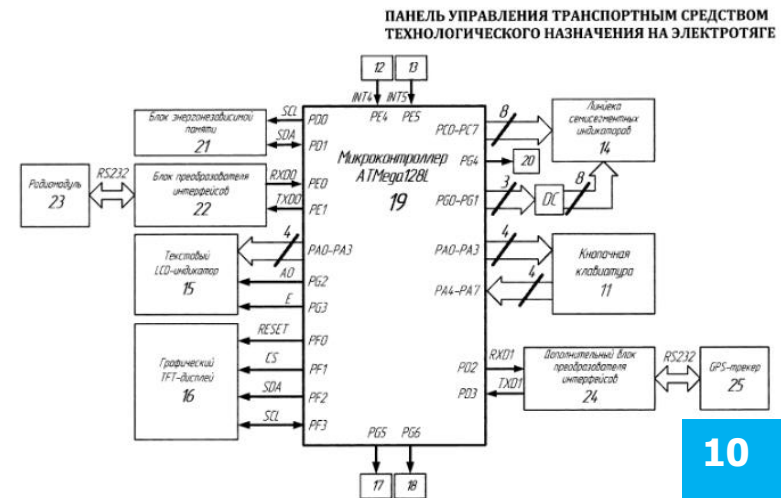 ПАНЕЛЬ УПРАВЛЕНИЯ ТРАНСПОРТНЫМ СРЕДСТВОМ
ТЕХНОЛОГИЧЕСКОГО НАЗНАЧЕНИЯ НА ЭЛЕКТРОТЯГЕ
12
13
INT4
INT5
PE4
PE5
Микроконтроллер
ATMega128L
19
Блок энергонезависимой
памяти
21
SCL
SDA
PD0
PD1
Радиомодуль
23
RS232
Блок преобразователя
интерфейсов
22
RXD0
TXD0
PE0
PE1
Текстовый
LCD-индикатор
15
4
A0
E
PA0-PA3
PG2
PG3
Графический
TFT-дисплей
16
RESET
CS
SDA
SCL
PF0
PF1
PF2
PF3
PC0-PC7
8
Линейка
семисегментных
индикаторов
14
PG4
20
PG0-PG1
3
DC
8
PA0-PA3
4
PA4-PA7
4
Кнопачная
клавиатура
11
PD2
PD3
RXD1
TXD1
Дополнительный блок
преобразователя
интерфейсов
24
RS232
GPS-трекер
25
PG5
PG6
17
18
10